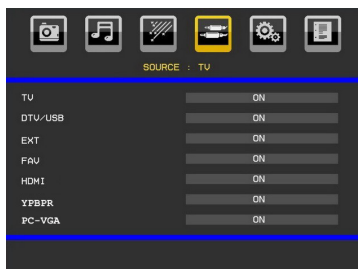 SOURCE : TV
TV ON
DTV/USB ON
EXT ON
FAV ON
HDMI ON
YPBPR ON
PC-VGA ON